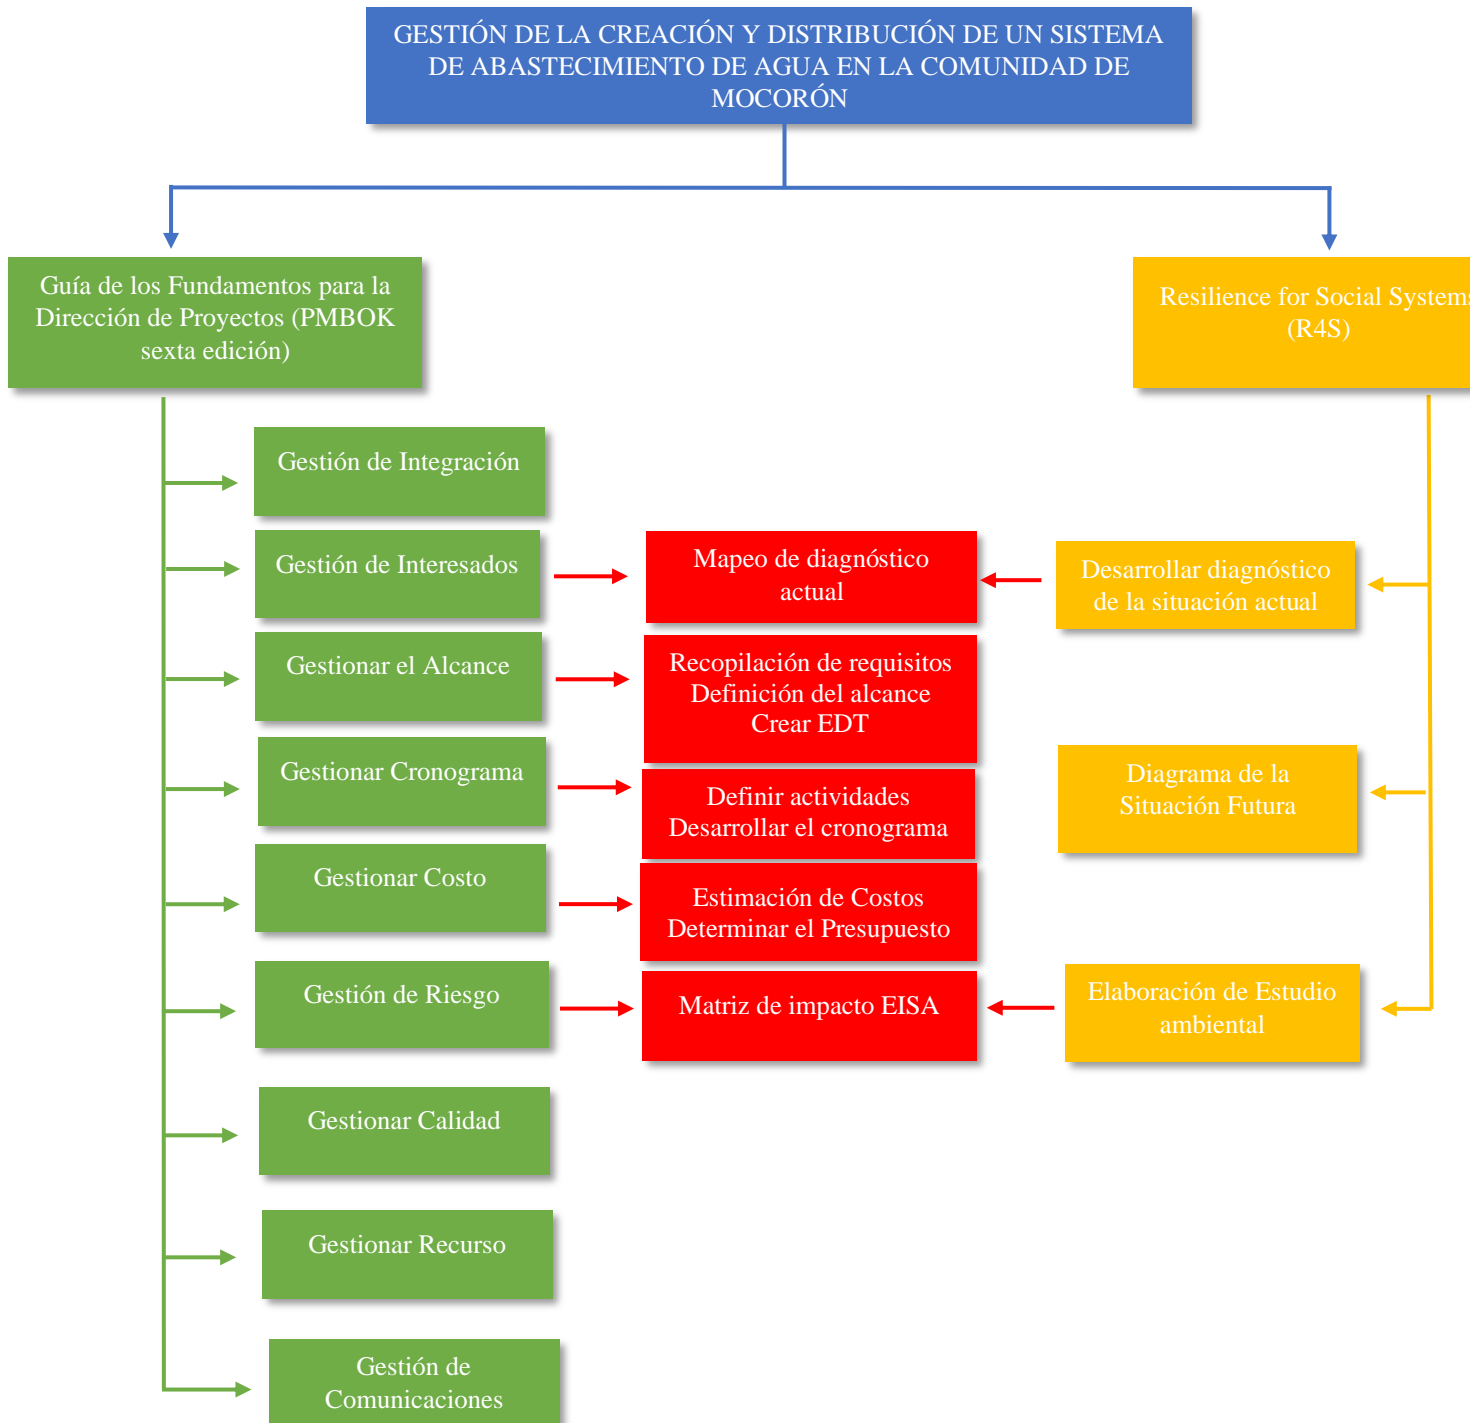 GESTIÓN DE LA CREACIÓN Y DISTRIBUCIÓN DE UN SISTEMA
DE ABASTECIMIENTO DE AGUA EN LA COMUNIDAD DE
MOCORÓN
Guía de los Fundamentos para la
Dirección de Proyectos (PMBOK
sexta edición)
Resilience for Social Systems
(R4S)
Gestión de Integración
Gestión de Interesados
Mapeo de diagnóstico
actual
Desarrollar diagnóstico
de la situación actual
Gestionar el Alcance
Recopilación de requisitos
Definición del alcance
Crear EDT
Gestionar Cronograma
Definir actividades
Desarrollar el cronograma
Diagrama de la
Situación Futura
Gestionar Costo
Estimación de Costos
Determinar el Presupuesto
Gestión de Riesgo
Matriz de impacto EISA
Elaboración de Estudio
ambiental
Gestionar Calidad
Gestionar Recurso
Gestión de
Comunicaciones